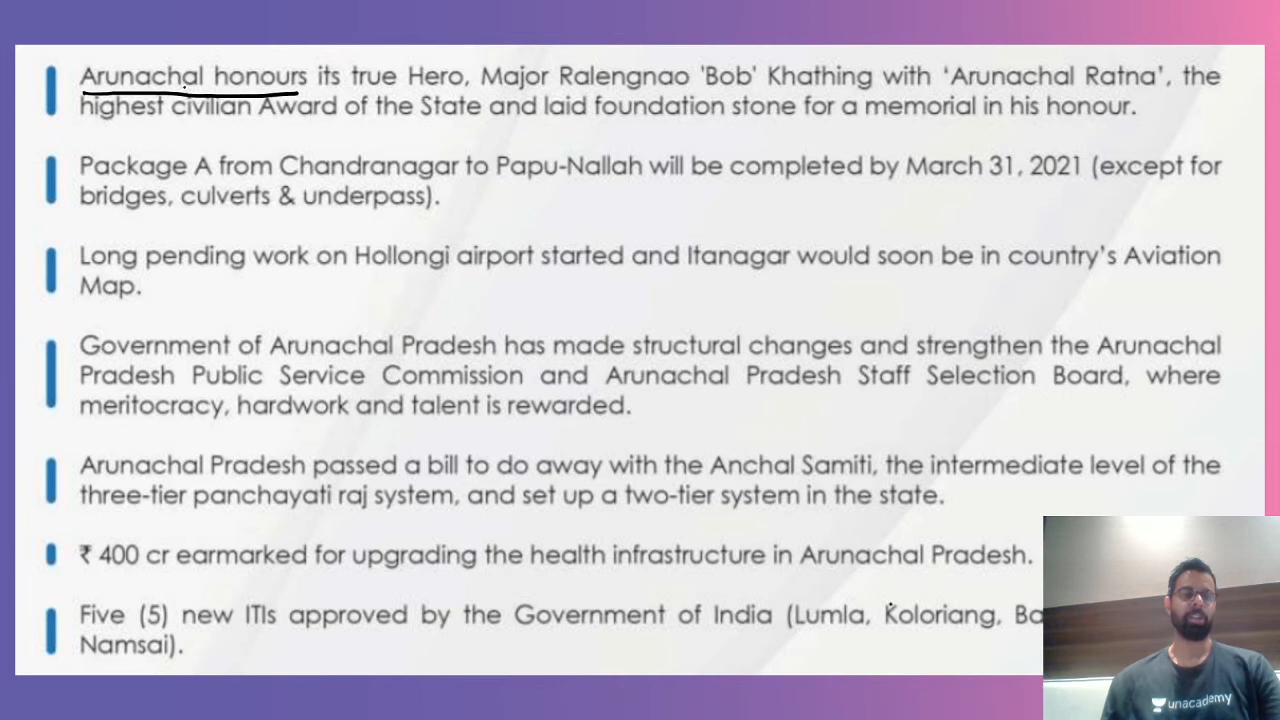 Arunachal honours its true Hero, Major Ralengnao 'Bob' Khathing with ‘Arunachal Ratna’, the
highest civilian Award of the State and laid foundation stone for a memorial in his honour.
Package A from Chandranagar to Papu-Nallah will be completed by March 31, 2021 (except for
bridges, culverts & underpass).
Long pending work on Hollongi airport started and Itanagar would soon be in country’s Aviation
Map.
Government of Arunachal Pradesh has made structural changes and strengthen the Arunachal
Pradesh Public Service Commission and Arunachal Pradesh Staff Selection Board, where
meritocracy, hardwork and talent is rewarded.
Arunachal Pradesh passed a bill to do away with the Anchal Samiti, the intermediate level of the
three-tier panchayati raj system, and set up a two-tier system in the state.
₹ 400 cr earmarked for upgrading the health infrastructure in Arunachal Pradesh.
Five (5) new ITIs approved by the Government of India (Lumla, Koloriang,
Namsai).
unacademy